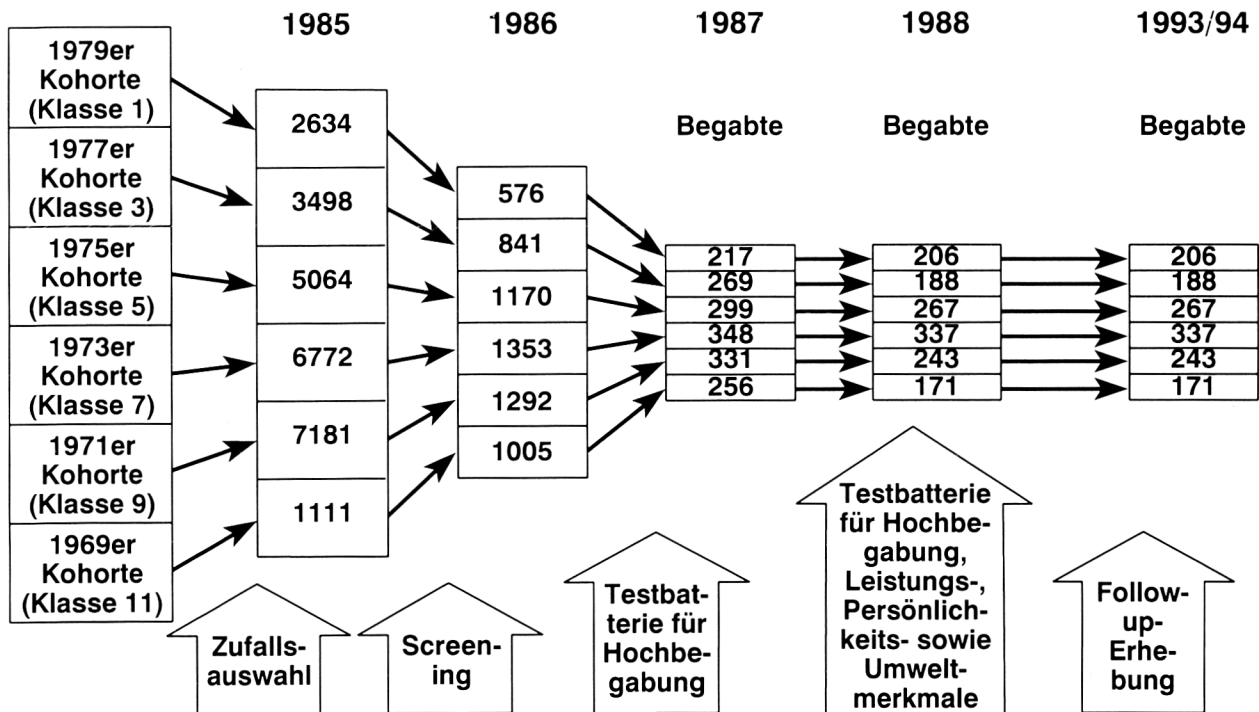 1985
1986
1987
1988
1993/94
1979er
Kohorte
(Klasse 1)
1977er
Kohorte
(Klasse 3)
1975er
Kohorte
(Klasse 5)
1973er
Kohorte
(Klasse 7)
1971er
Kohorte
(Klasse 9)
1969er
Kohorte
(Klasse 11)
2634
3498
5064
6772
7181
1111
576
841
1170
1353
1292
1005
Begabte
217
269
299
348
331
256
Begabte
206
188
267
337
243
171
Begabte
206
188
267
337
243
171
Zufalls-
auswahl
Screen-
ing
Testbat-
terie für
Hochbe-
gabung
Testbatterie
für Hochbe-
gabung,
Leistungs-,
Persönlich-
keits- sowie
Umwelt-
merkmale
Follow-
up-
Erhe-
bung